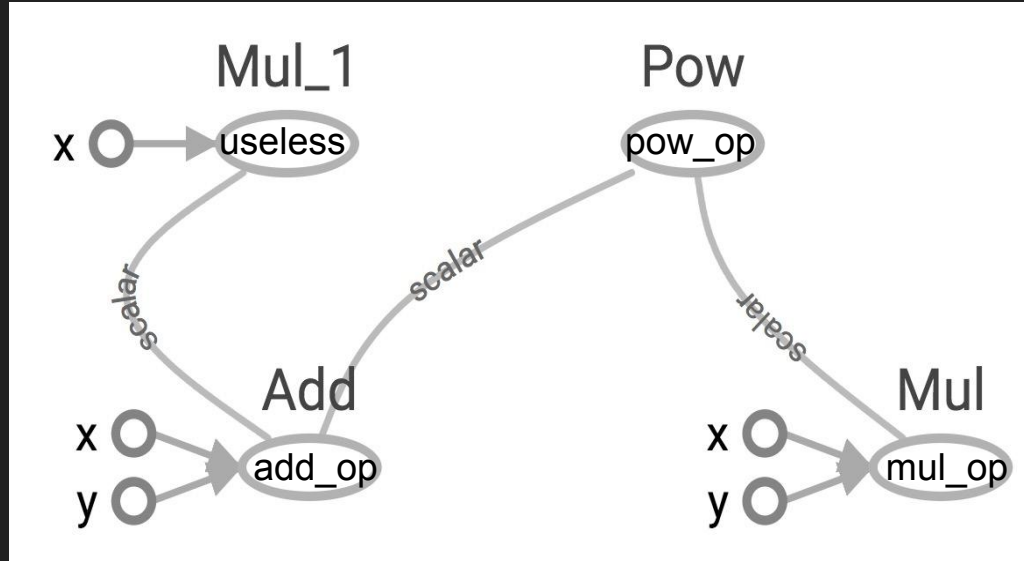 Mul_1
Pow
x
useless
pow_op
scalar
scalar
scalar
Add
Mul
x
add_op
y
x
mul_op
y